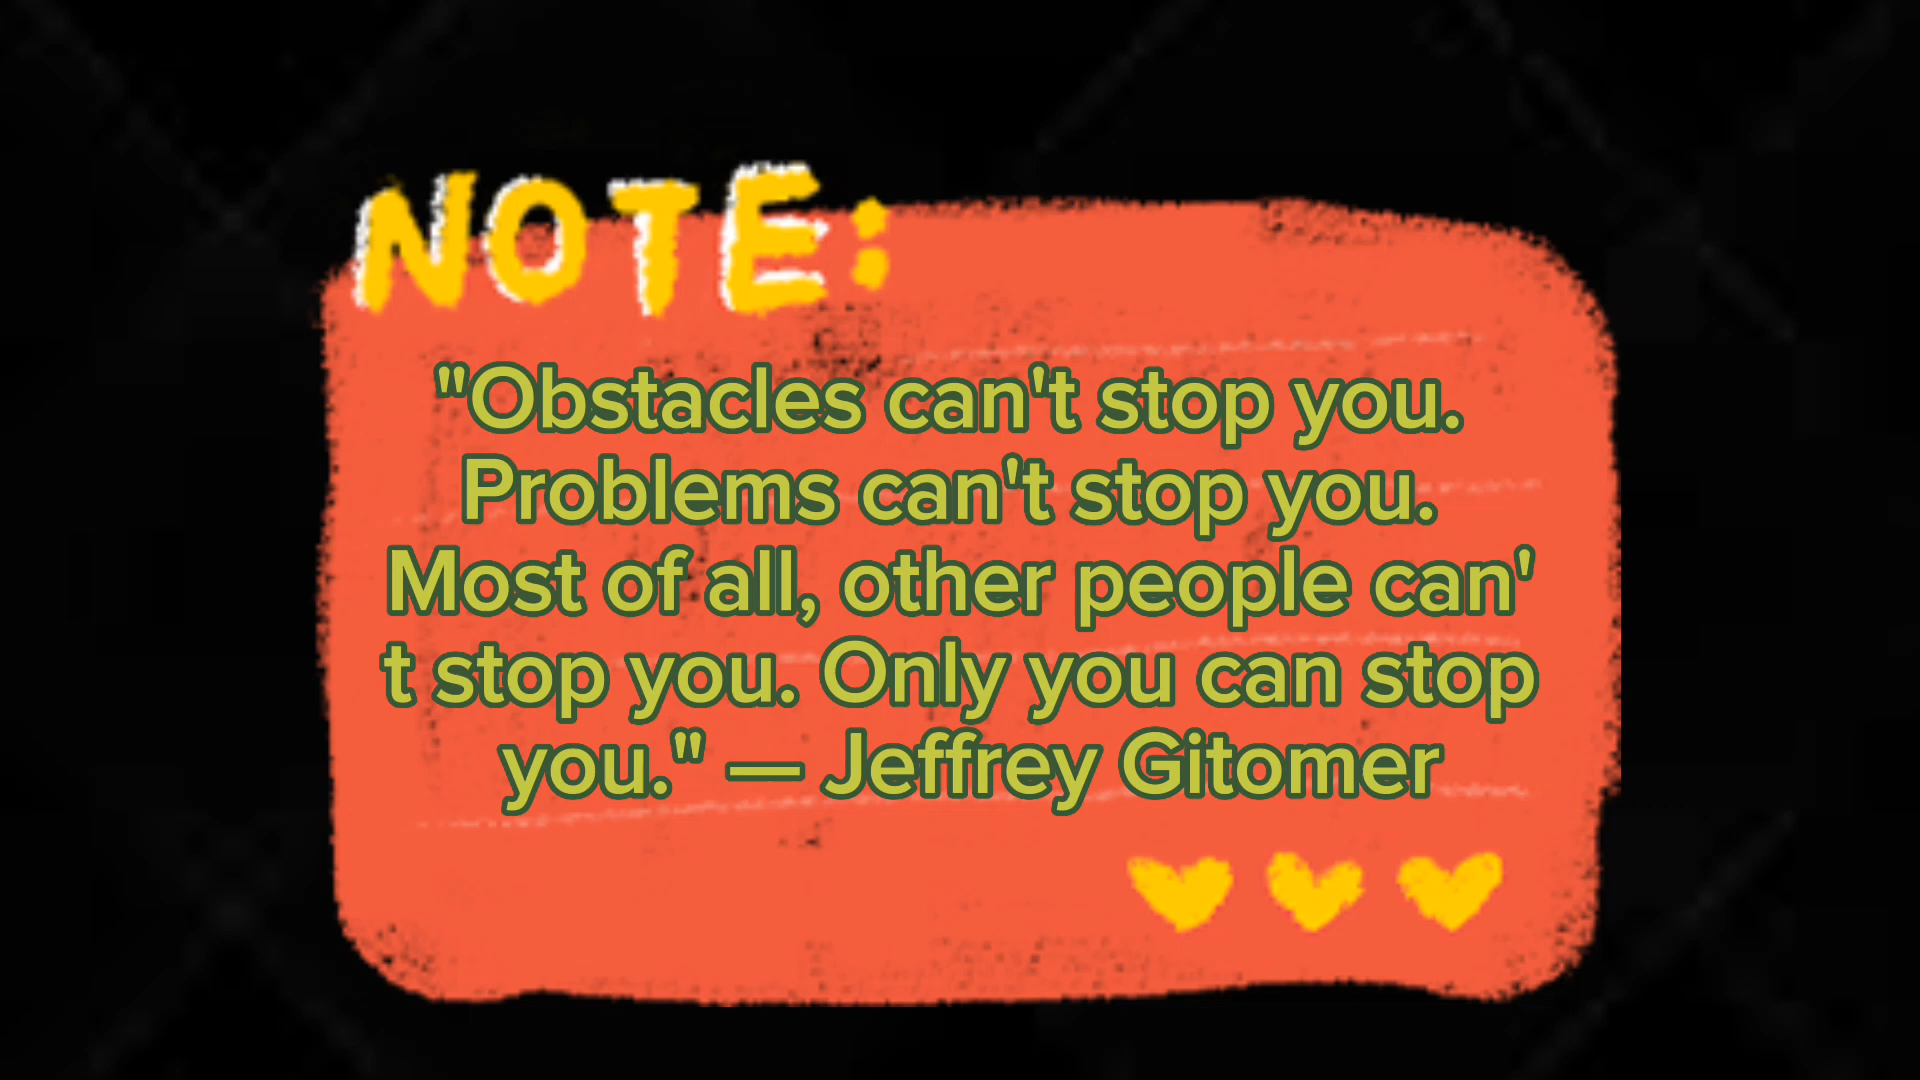 NOTE:
"Obstacles can't stop you.
Problems can't stop you.
Most of all, other people can'
t stop you. Only you can stop
you." — Jeffrey Gitomer